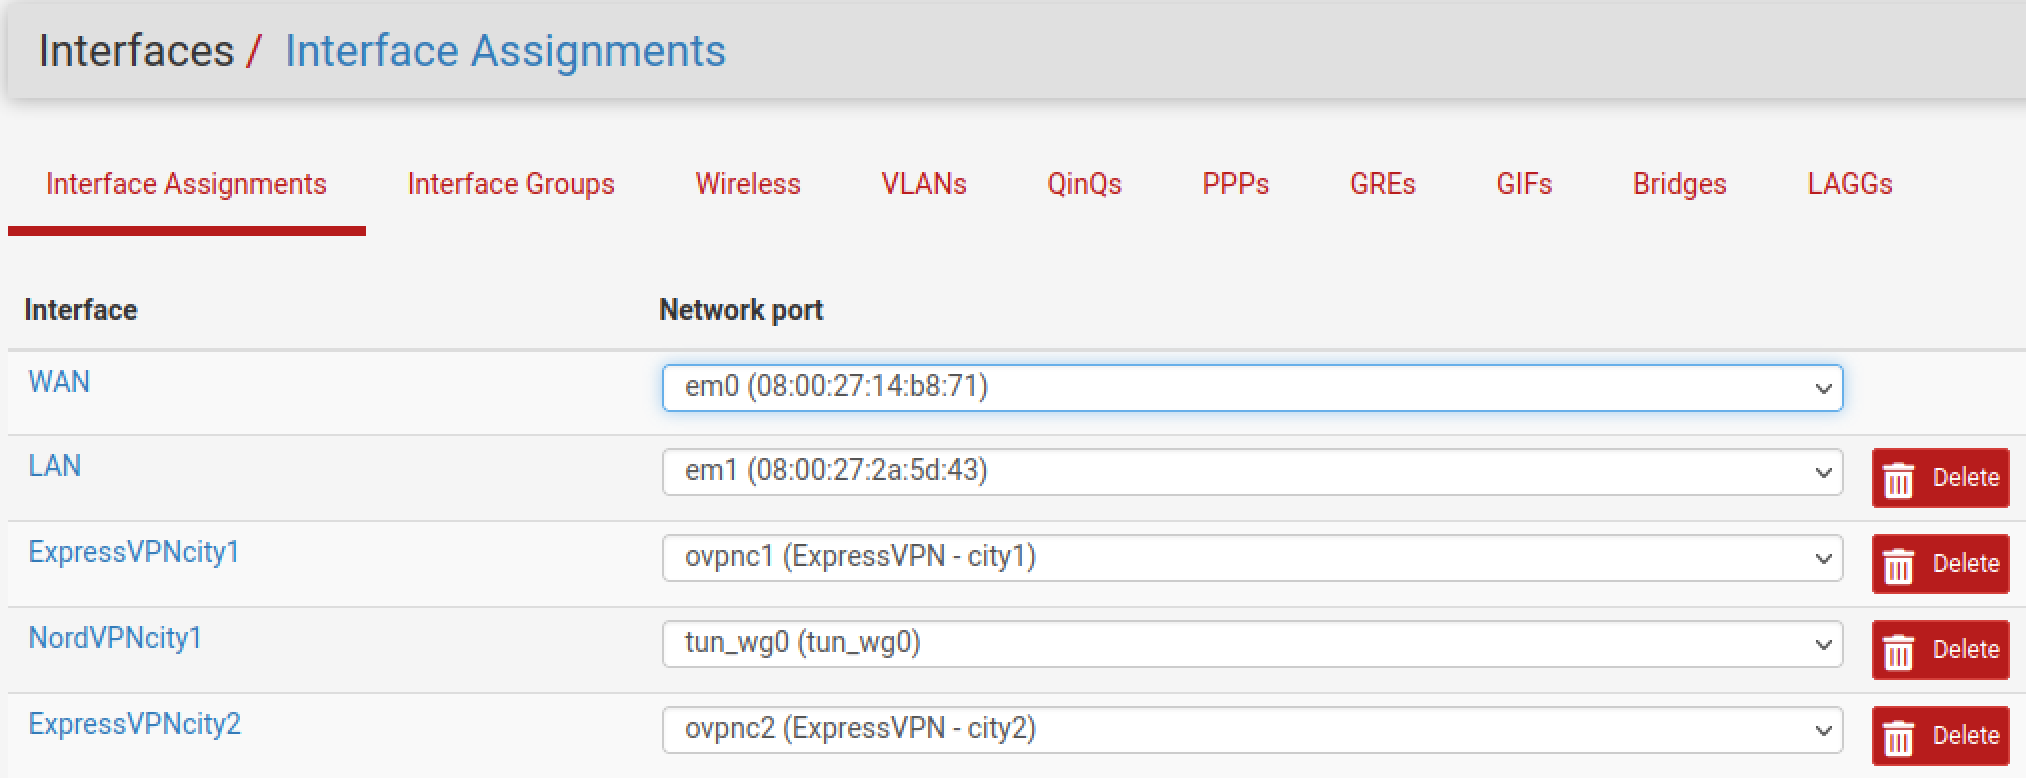 Interfaces / Interface Assignments
Interface Assignments Interface Groups Wireless VLANs QinQs PPPs GREs GIFs Bridges LAGGs
Interface Network port
WAN em0 (08:00:27:14:b8:71)
LAN em1 (08:00:27:2a:5d:43) Delete
ExpressVPNcity1 ovpnc1 (ExpressVPN - city1) Delete
NordVPNcity1 tun_wg0 (tun_wg0) Delete
ExpressVPNcity2 ovpnc2 (ExpressVPN - city2) Delete